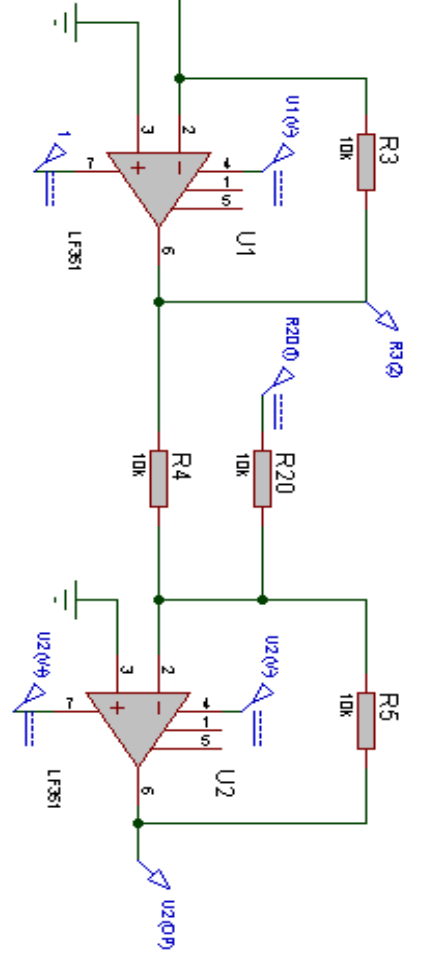 R3
10k
U1(V-)
3
2
4
1
5
7
1
+
−
U1
LF351
6
R3(2)
R20(1)
R4
10k
R20
10k
3
2
U2(V-)
U2(V+)
4
1
5
7
+
−
R5
10k
U2
LF351
6
U2(OP)